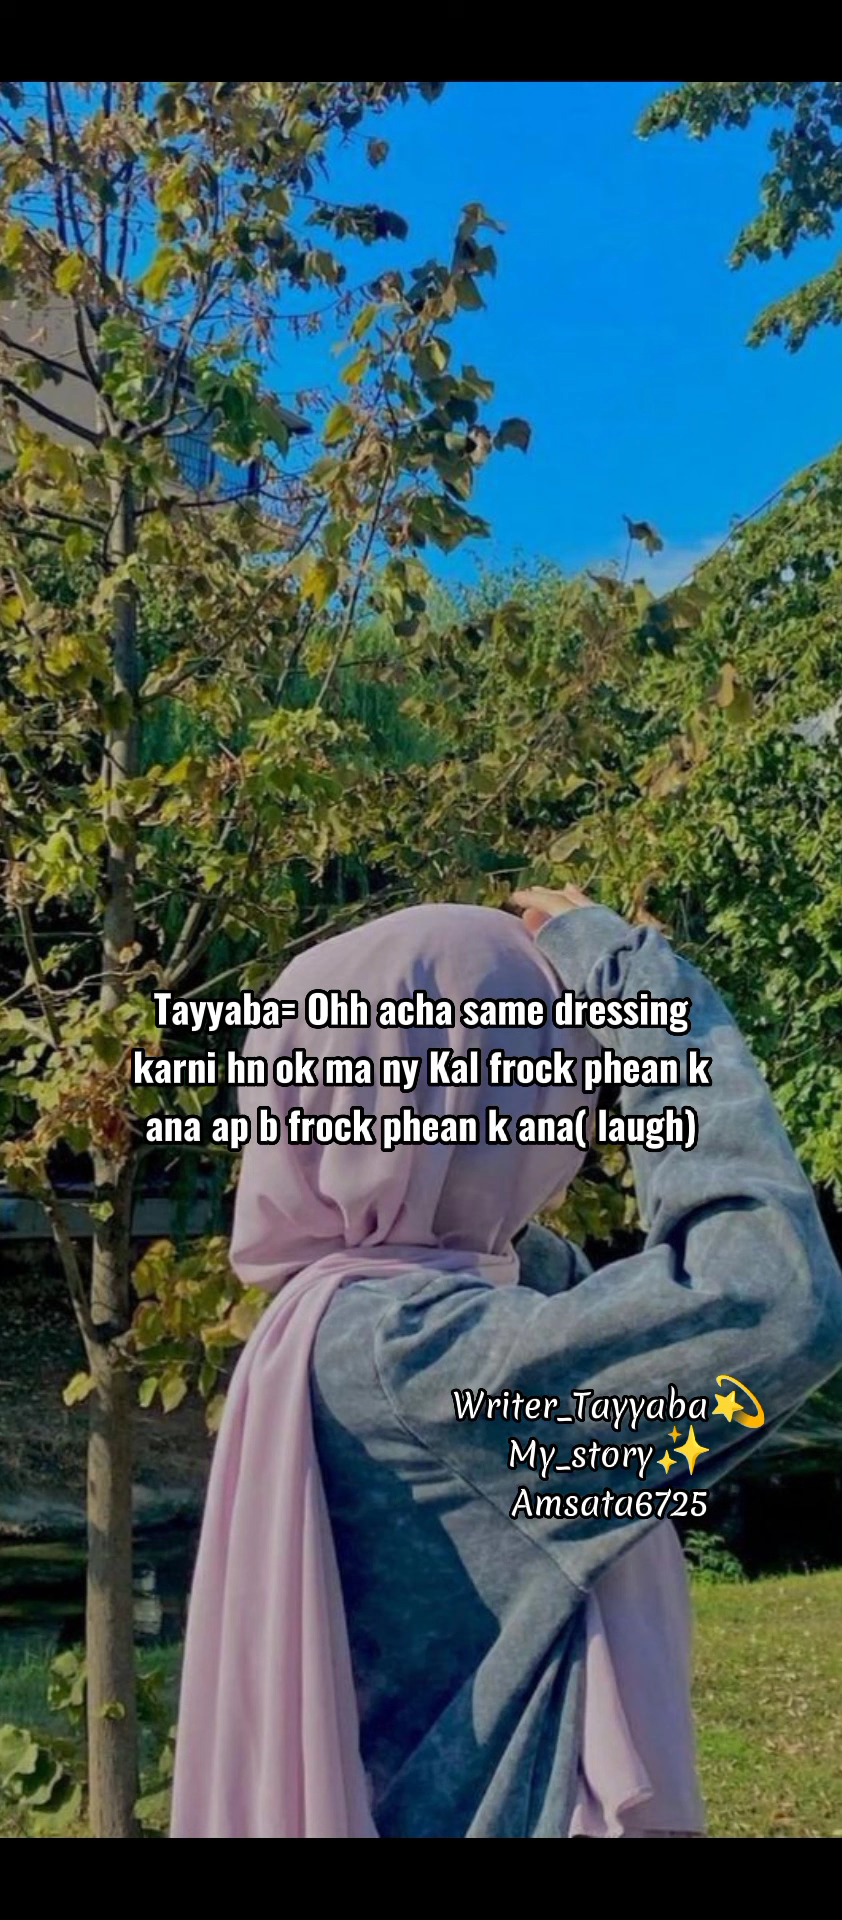 Tayyaba= Ohh acha same dressing
karni hn ok ma ny Kal frock phean k
ana ap b frock phean k ana( laugh)
Writer_Tayyaba💫
My_story✨
Amsata6725